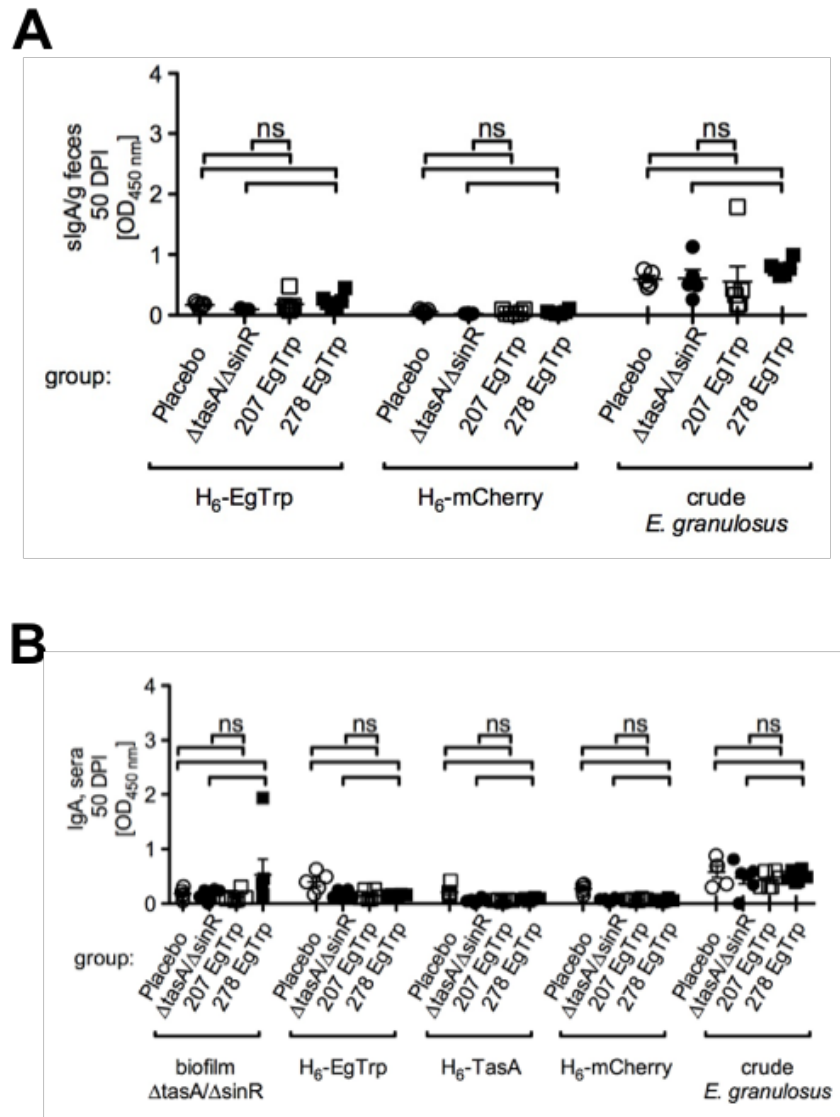 A
4
3
2
1
0
sIgA/g feces
50 DPI
[OD450 nm]
ns ns ns
group:
Placebo ΔtasA/ΔsinR 207 EgTrp 278 EgTrp Placebo ΔtasA/ΔsinR 207 EgTrp 278 EgTrp Placebo ΔtasA/ΔsinR 207 EgTrp 278 EgTrp
H6-EgTrp H6-mCherry crude
E. granulosus
B
4
3
2
1
0
IgA, sera
50 DPI
[OD450 nm]
ns ns ns ns ns
group:
Placebo ΔtasA/ΔsinR 207 EgTrp 278 EgTrp Placebo ΔtasA/ΔsinR 207 EgTrp 278 EgTrp Placebo ΔtasA/ΔsinR 207 EgTrp 278 EgTrp Placebo ΔtasA/ΔsinR 207 EgTrp 278 EgTrp Placebo ΔtasA/ΔsinR 207 EgTrp 278 EgTrp
biofilm H6-EgTrp H6-TasA H6-mCherry crude
ΔtasA/ΔsinR E. granulosus